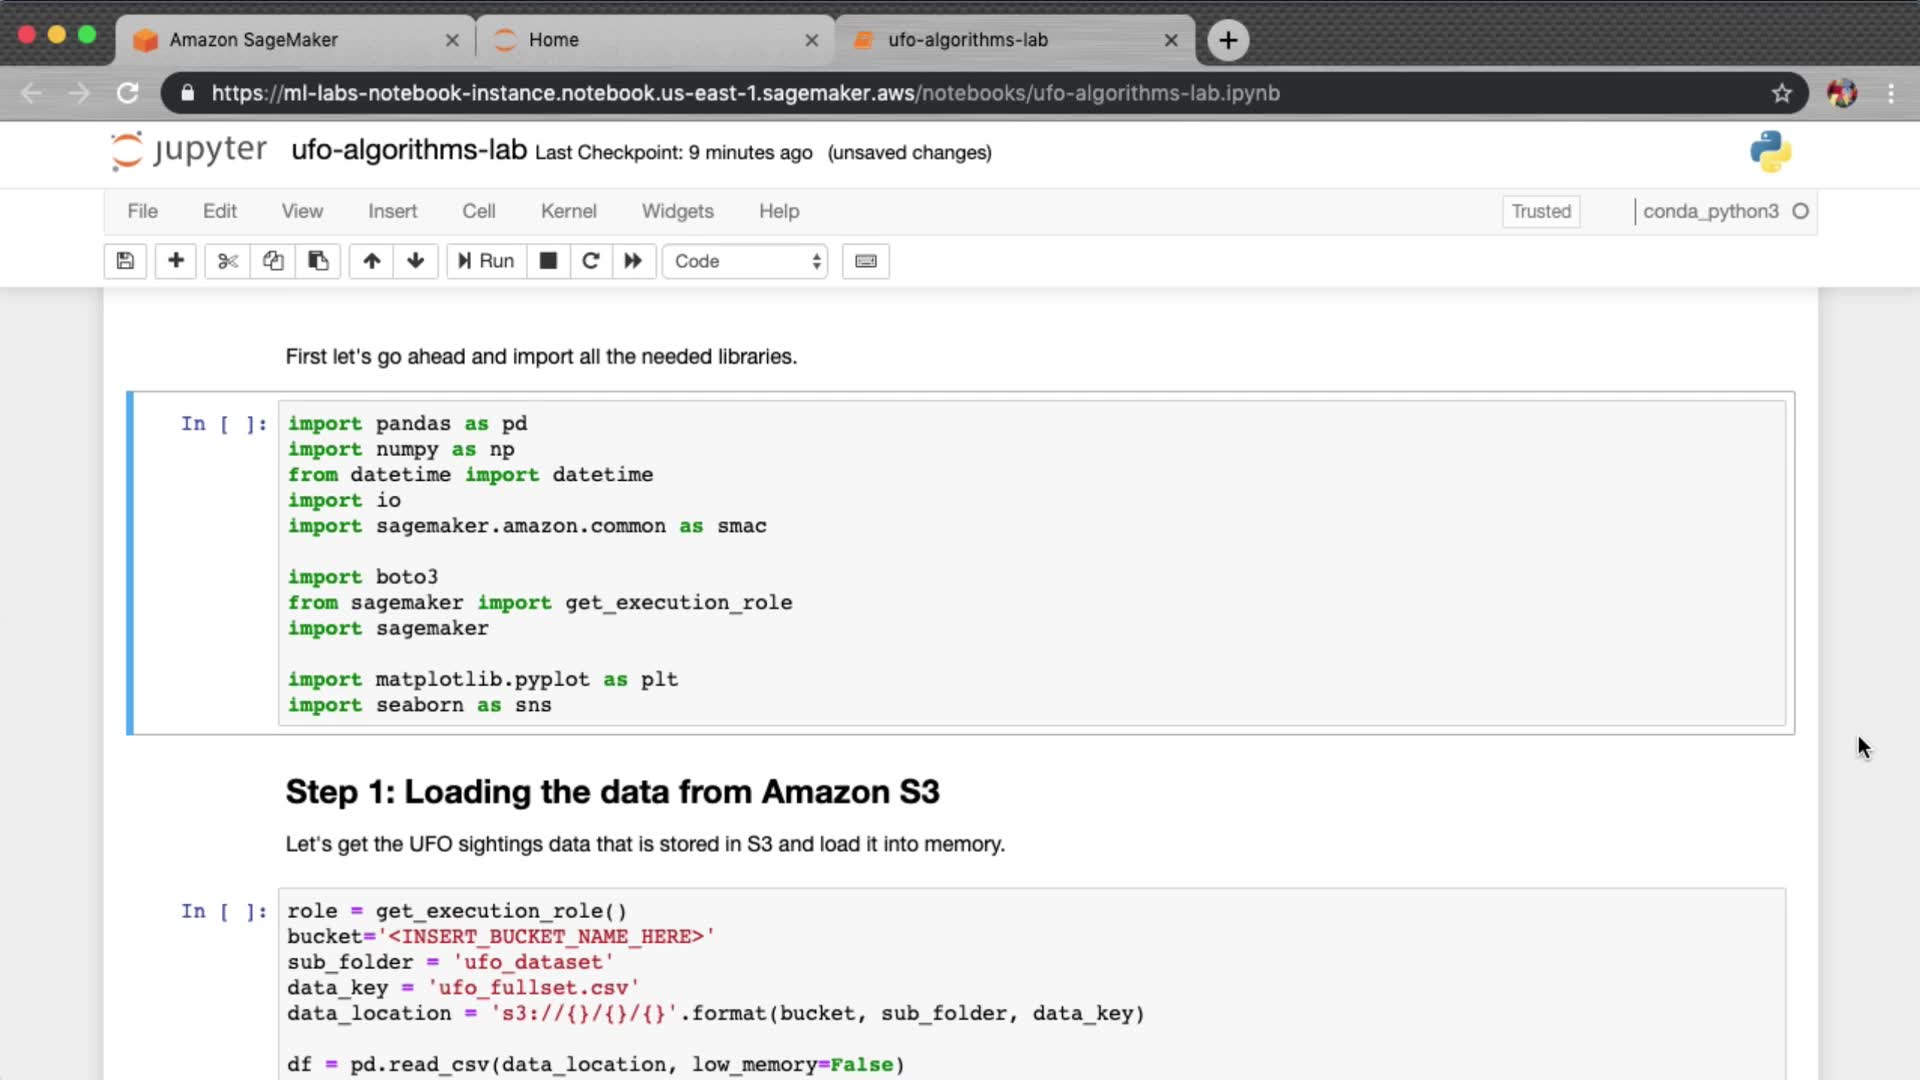 Amazon SageMaker
Home
ufo-algorithms-lab
https://ml-labs-notebook-instance.notebook.us-east-1.sagemaker.aws/notebooks/ufo-algorithms-lab.ipynb
jupyter ufo-algorithms-lab Last Checkpoint: 9 minutes ago (unsaved changes)
File Edit View Insert Cell Kernel Widgets Help Trusted conda_python3
Run Code
First let's go ahead and import all the needed libraries.
In [ ]: import pandas as pd
import numpy as np
from datetime import datetime
import io
import sagemaker.amazon.common as smac
import boto3
from sagemaker import get_execution_role
import sagemaker
import matplotlib.pyplot as plt
import seaborn as sns
Step 1: Loading the data from Amazon S3
Let's get the UFO sightings data that is stored in S3 and load it into memory.
In [ ]: role = get_execution_role()
bucket='<INSERT_BUCKET_NAME_HERE>'
sub_folder = 'ufo_dataset'
data_key = 'ufo_fullset.csv'
data_location = 's3://{}/{}/{}'.format(bucket, sub_folder, data_key)
df = pd.read_csv(data_location, low_memory=False)